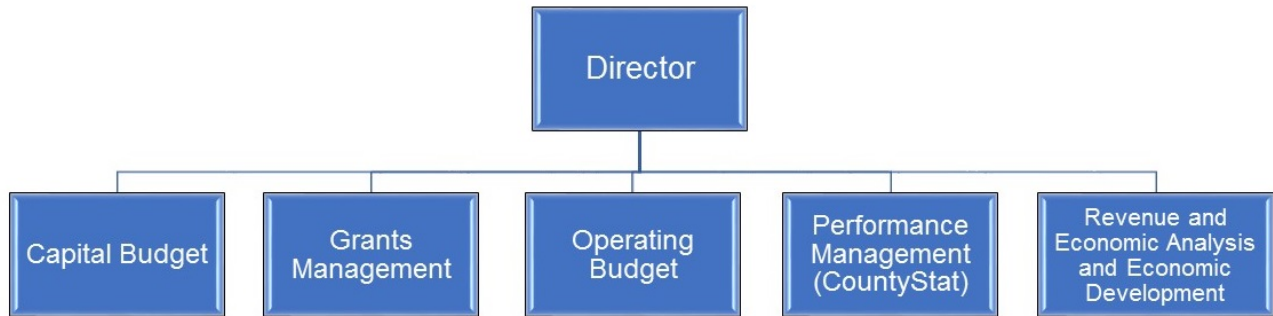 Director
Capital Budget
Grants
Management
Operating
Budget
Performance
Management
(CountyStat)
Revenue and
Economic Analysis
and Economic
Development